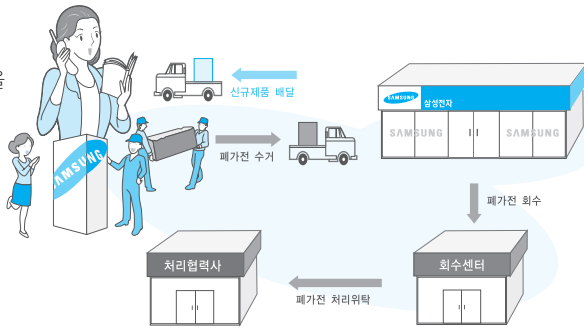 을
신규제품 배달
SAMSUNG
삼성전자
SAMSUNG
SAMSUNG
SAMSUNG
폐가전 수거
폐가전 회수
처리협력사
회수센터
폐가전 처리위탁